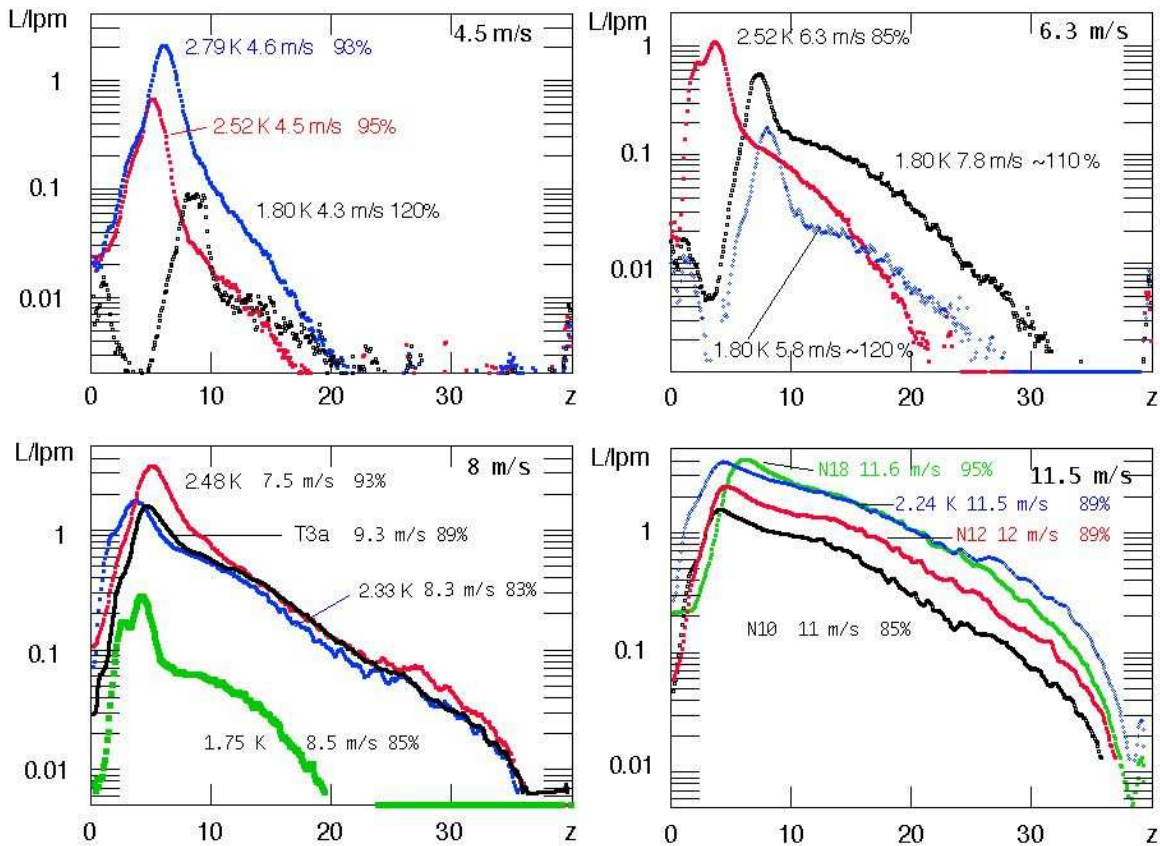 L/lpm
4.5 m/s
2.79 K 4.6 m/s 93%
1
2.52 K 4.5 m/s 95%
0.1
1.80 K 4.3 m/s 120%
0.01
0 10 20 30 z
L/lpm
6.3 m/s
2.52 K 6.3 m/s 85%
1
0.1
1.80 K 7.8 m/s ~110 %
0.01
1.80 K 5.8 m/s ~120%
0 10 20 30 z
L/lpm
8 m/s
2.48 K 7.5 m/s 93%
1
T3a 9.3 m/s 89%
2.33 K 8.3 m/s 83%
0.1
1.75 K 8.5 m/s 85%
0.01
0 10 20 30 z
L/lpm
N18 11.6 m/s 95%
11.5 m/s
2.24 K 11.5 m/s 89%
1
N12 12 m/s 89%
N10 11 m/s 85%
0.1
0.01
0 10 20 30 z